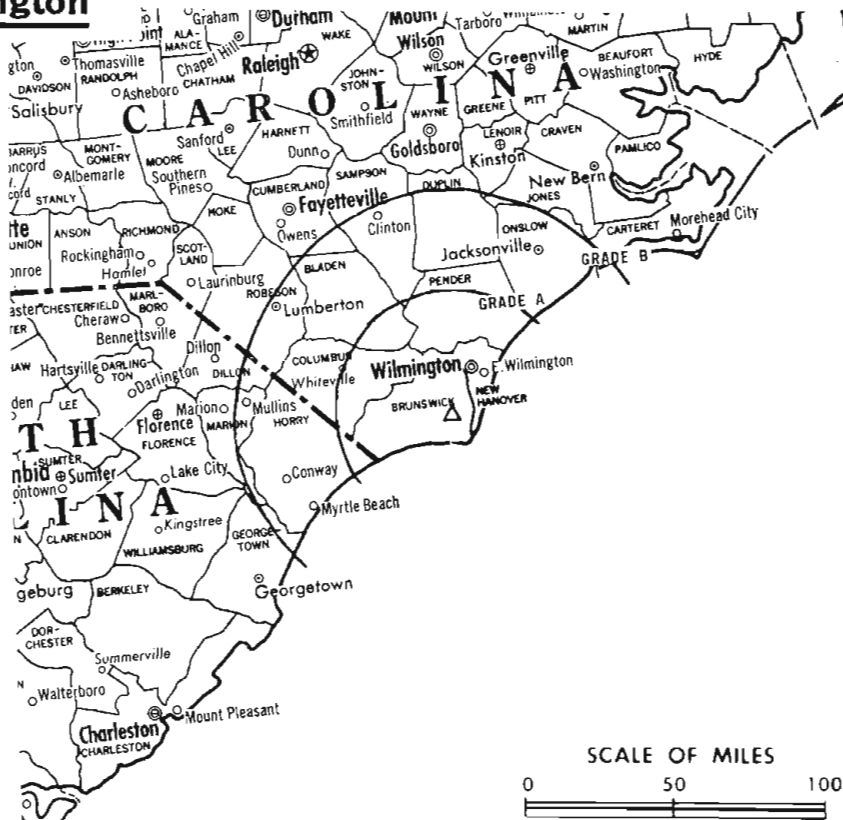 ngton
Graham
Durham
Mount
Tarboro
MARTIN
ALA-
MANCE
WAKE
Wilson
WILSON
Greenville
BEAUFORT
HYDE
Chapel Hill
Raleigh
Washington
Thomasville
DAVIDSON
RANDOLPH
CHATHAM
JOHN-
STON
Asheboro
Salisbury
CAROLINA
Smithfield
WAYNE
GREENE
PITT
Sanford
LEE
HARNETT
Goldsboro
LENOIR
CRAVEN
Kinston
PAMLICO
MONT-
GOMERY
MOORE
Dunn
Albemarle
Southern
Pines
STANLY
CUMBERLAND
SAMPSON
DUPLIN
New Bern
JONES
Fayetteville
HOKE
Owens
Clinton
ONSLOW
CARTERET
Morehead City
UNION
ANSON
RICHMOND
Rockingham
Hamlet
SCOT-
LAND
Jacksonville
GRADE B
Laurinburg
BLADEN
PENDER
ROBESON
Lumberton
GRADE A
CHESTERFIELD
MARL-
BORO
Cheraw
Bennettsville
Dillon
DILLON
COLUMBUS
Whiteville
Wilmington
E. Wilmington
Hartsville
DARLING-
TON
Darlington
BRUNSWICK
NEW
HANOVER
LEE
Florence
FLORENCE
Marion
MARION
Mullins
HORRY
TH
SUMTER
Sumter
Lake City
Conway
LINA
Myrtle Beach
Kingstree
CLARENDON
WILLIAMSBURG
GEORGE-
TOWN
Georgetown
geburg
BERKELEY
DOR-
CHESTER
Summerville
Walterboro
Charleston
Mount Pleasant
CHARLESTON
SCALE OF MILES
0 50 100